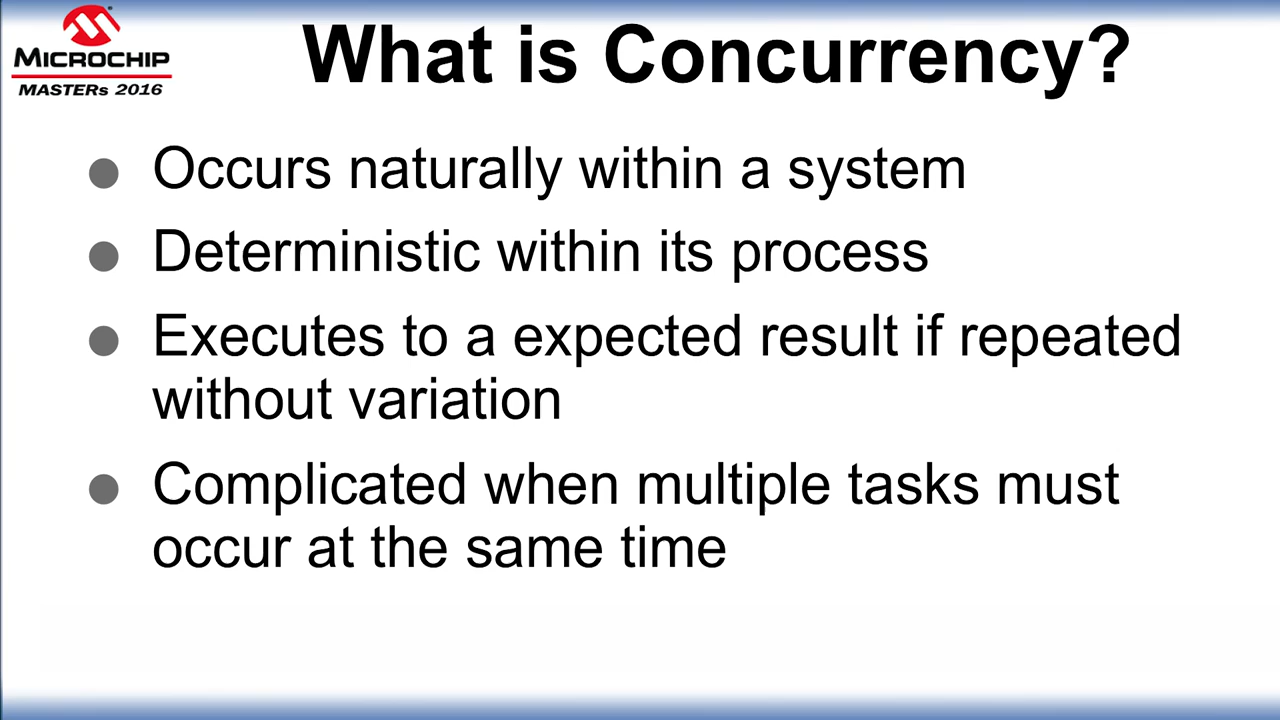 MICROCHIP
MASTERs 2016
What is Concurrency?
Occurs naturally within a system
Deterministic within its process
Executes to a expected result if repeated
without variation
Complicated when multiple tasks must
occur at the same time